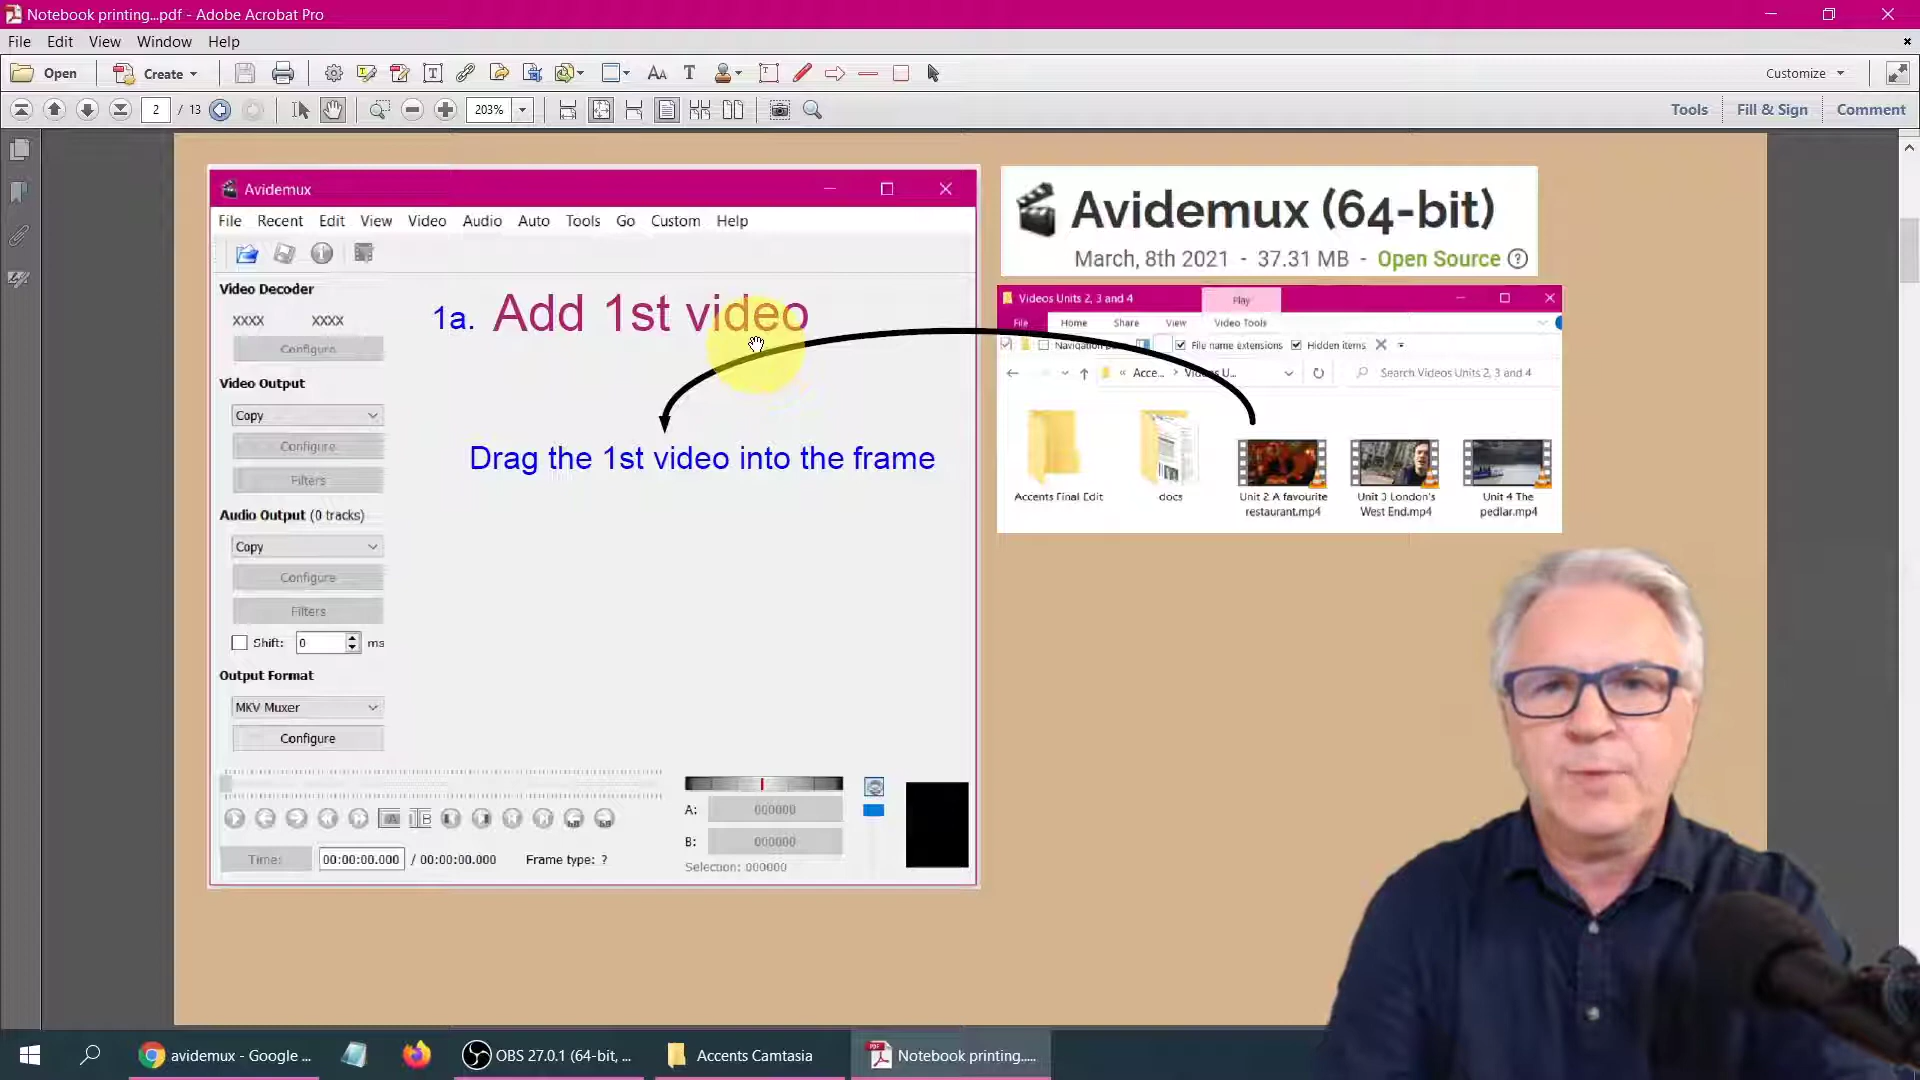 Notebook printing...pdf - Adobe Acrobat Pro
File Edit View Window Help
Open Create Customize
2 / 13 203% Tools Fill & Sign Comment
Avidemux
File Recent Edit View Video Audio Auto Tools Go Custom Help
Video Decoder
XXXX XXXX
Configure
Video Output
Copy
Configure
Filters
Audio Output (0 tracks)
Copy
Configure
Filters
Shift: 0 ms
Output Format
MKV Muxer
Configure
1a. Add 1st video
Drag the 1st video into the frame
A: 000000
B: 000000
Selection: 000000
Time: 00:00:00.000 / 00:00:00.000 Frame type: ?
Avidemux (64-bit)
March, 8th 2021 - 37.31 MB - Open Source ?
Videos Units 2, 3 and 4 Play
File Home Share View Video Tools
File name extensions Hidden items
« Acce... > Videos U... Search Videos Units 2, 3 and 4
Accents Final Edit
docs
Unit 2 A favourite
restaurant.mp4
Unit 3 London's
West End.mp4
Unit 4 The
pedlar.mp4
avidemux - Google ... OBS 27.0.1 (64-bit, ... Accents Camtasia Notebook printing.....